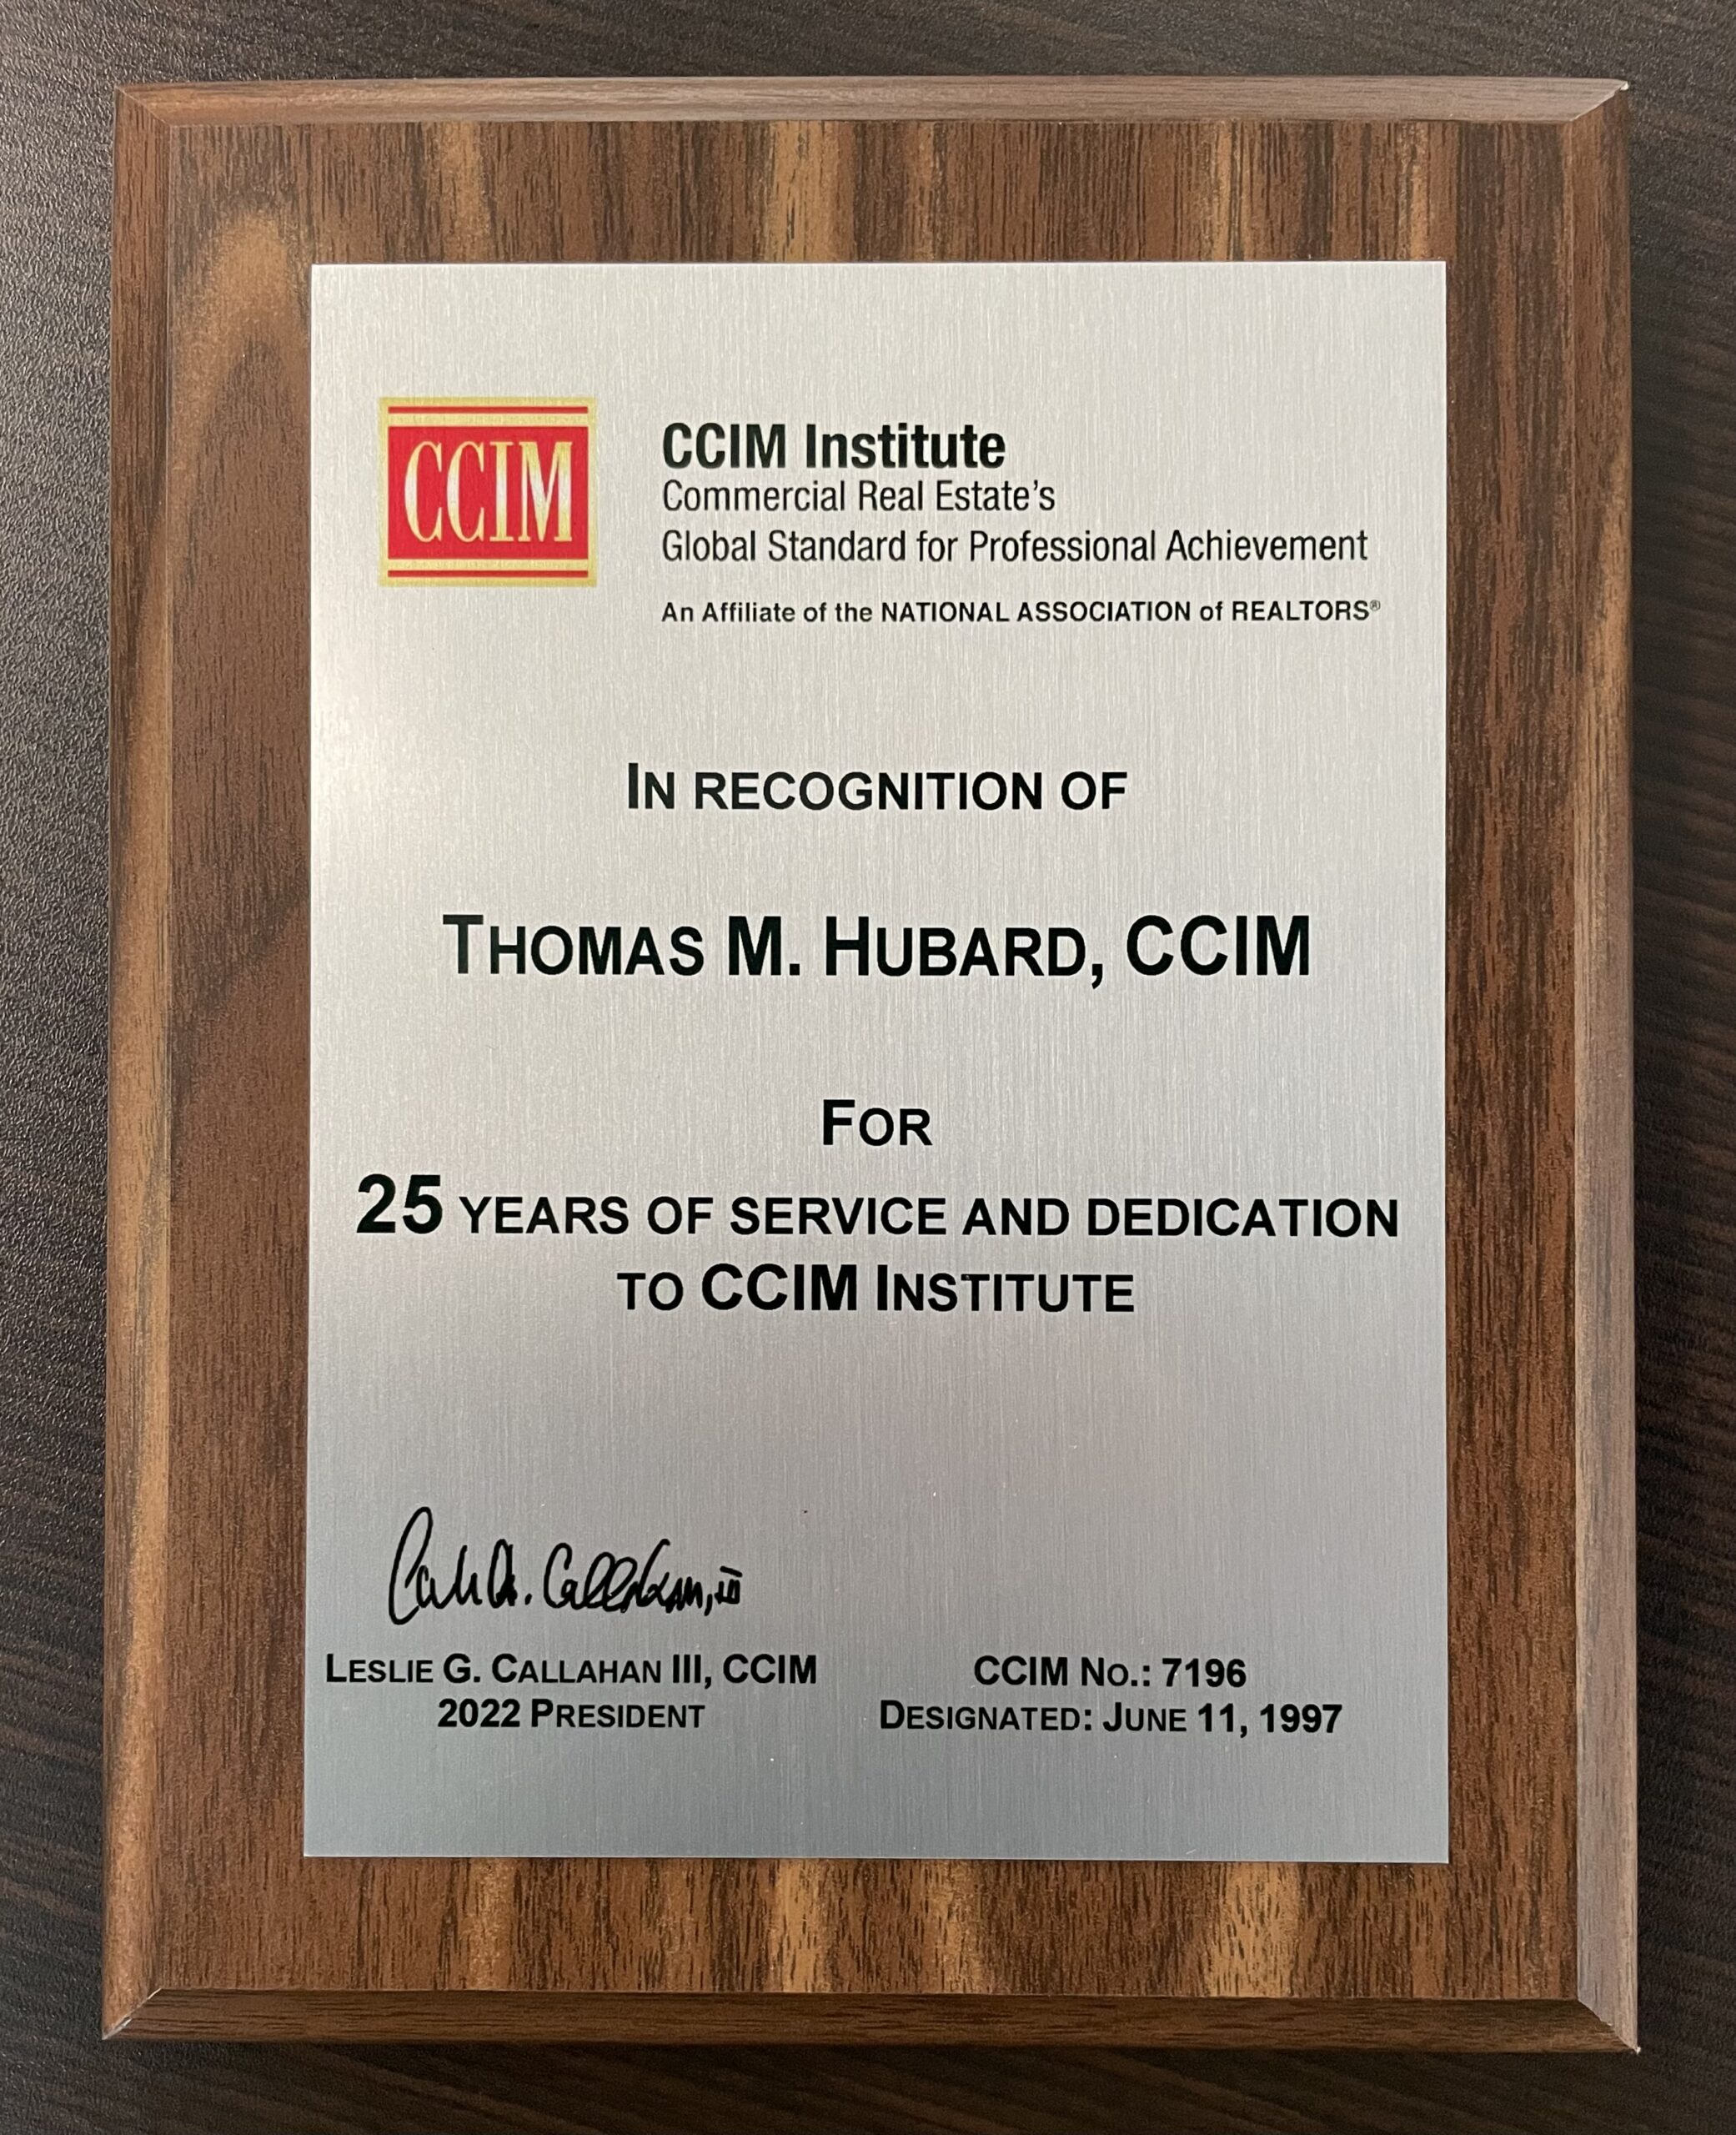 CCIM
CCIM Institute
Commercial Real Estate's
Global Standard for Professional Achievement
An Affiliate of the NATIONAL ASSOCIATION of REALTORS®
IN RECOGNITION OF
THOMAS M. HUBARD, CCIM
FOR
25 YEARS OF SERVICE AND DEDICATION
TO CCIM INSTITUTE
Callahan, III
LESLIE G. CALLAHAN III, CCIM
2022 PRESIDENT
CCIM NO.: 7196
DESIGNATED: JUNE 11, 1997